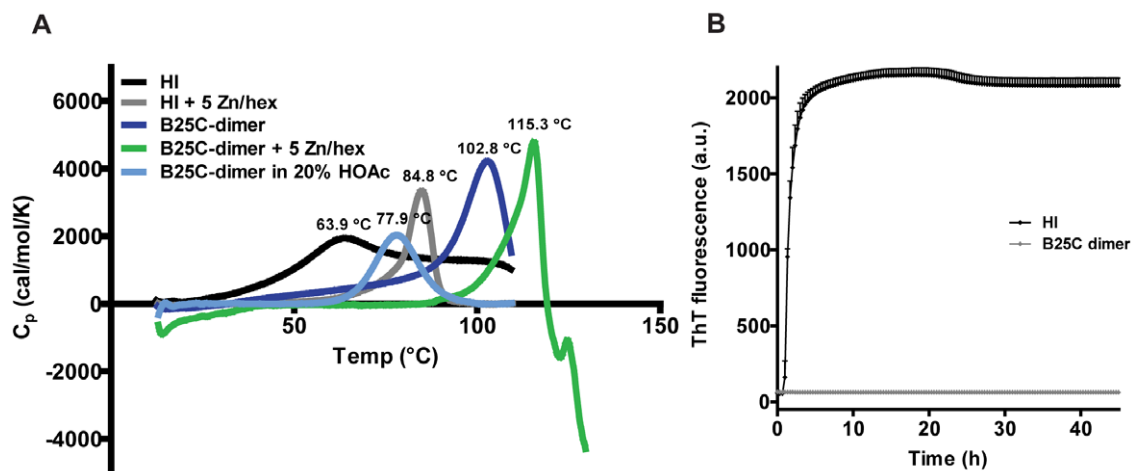 A
B
HI
HI + 5 Zn/hex
B25C-dimer
B25C-dimer + 5 Zn/hex
B25C-dimer in 20% HOAc
63.9 °C
77.9 °C
84.8 °C
102.8 °C
115.3 °C
6000
4000
2000
0
-2000
-4000
50
100
150
Cp (cal/mol/K)
Temp (°C)
2000
1500
1000
500
0
0
10
20
30
40
ThT fluorescence (a.u.)
Time (h)
HI
B25C dimer